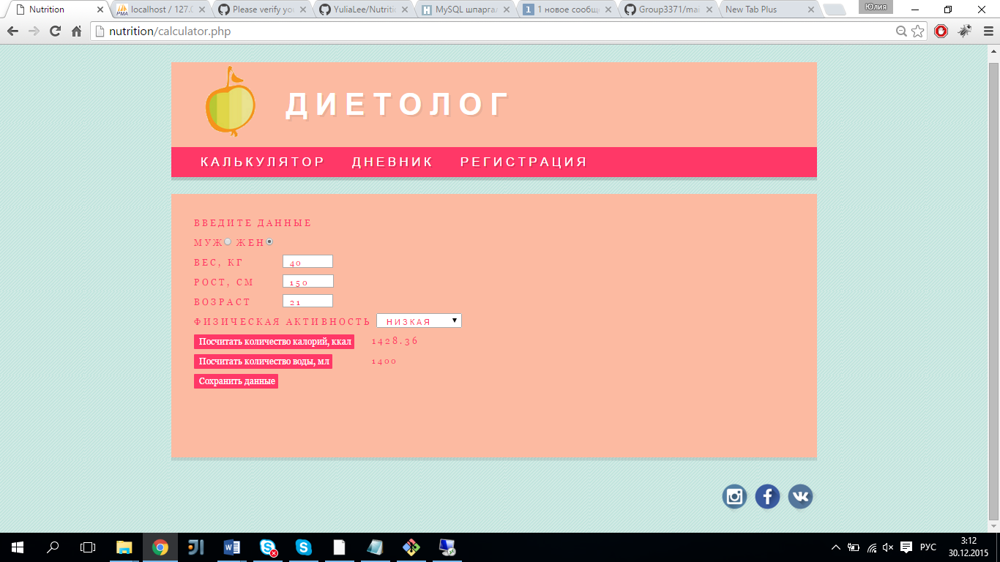 Nutrition
localhost / 127.0
Please verify you
YuliaLee/Nutritio
MySQL шпаргал
1 новое сообще
Group3371/mai
New Tab Plus
Юлия
nutrition/calculator.php
ДИЕТОЛОГ
КАЛЬКУЛЯТОР ДНЕВНИК РЕГИСТРАЦИЯ
ВВЕДИТЕ ДАННЫЕ
МУЖ ЖЕН
ВЕС, КГ 40
РОСТ, СМ 150
ВОЗРАСТ 21
ФИЗИЧЕСКАЯ АКТИВНОСТЬ НИЗКАЯ
Посчитать количество калорий, ккал 1428.36
Посчитать количество воды, мл 1400
Сохранить данные
РУС
3:12
30.12.2015